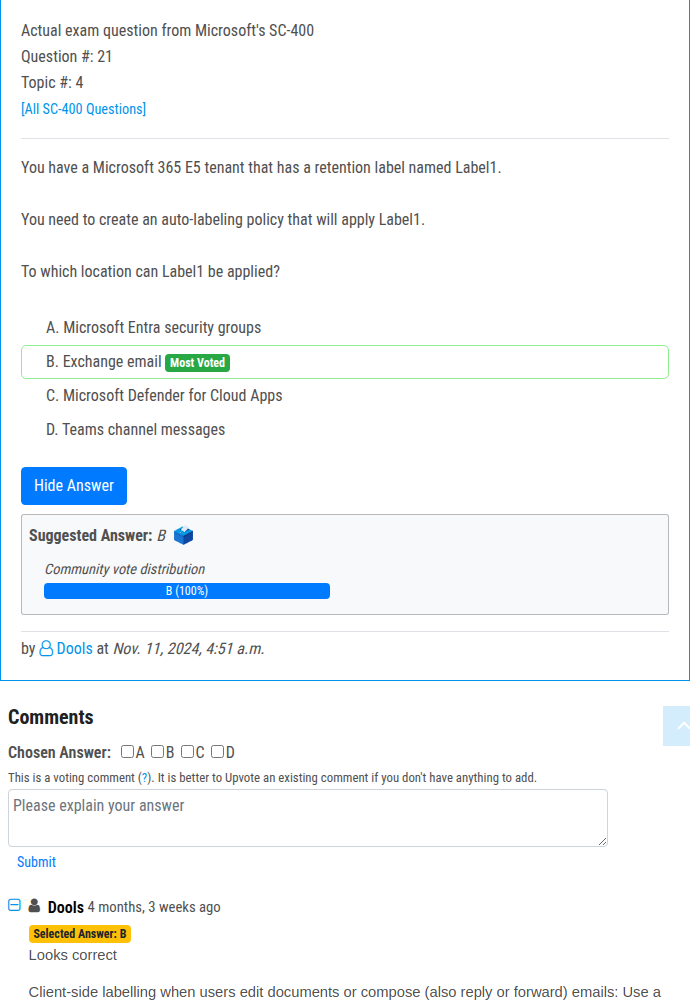 Actual exam question from Microsoft's SC-400
Question #: 21
Topic #: 4
[All SC-400 Questions]
You have a Microsoft 365 E5 tenant that has a retention label named Label1.
You need to create an auto-labeling policy that will apply Label1.
To which location can Label1 be applied?
A. Microsoft Entra security groups
B. Exchange email Most Voted
C. Microsoft Defender for Cloud Apps
D. Teams channel messages
Hide Answer
Suggested Answer: B
Community vote distribution
B (100%)
by Dools at Nov. 11, 2024, 4:51 a.m.
Comments
Chosen Answer: A B C D
This is a voting comment (?). It is better to Upvote an existing comment if you don't have anything to add.
Please explain your answer
Submit
Dools 4 months, 3 weeks ago
Selected Answer: B
Looks correct
Client-side labelling when users edit documents or compose (also reply or forward) emails: Use a